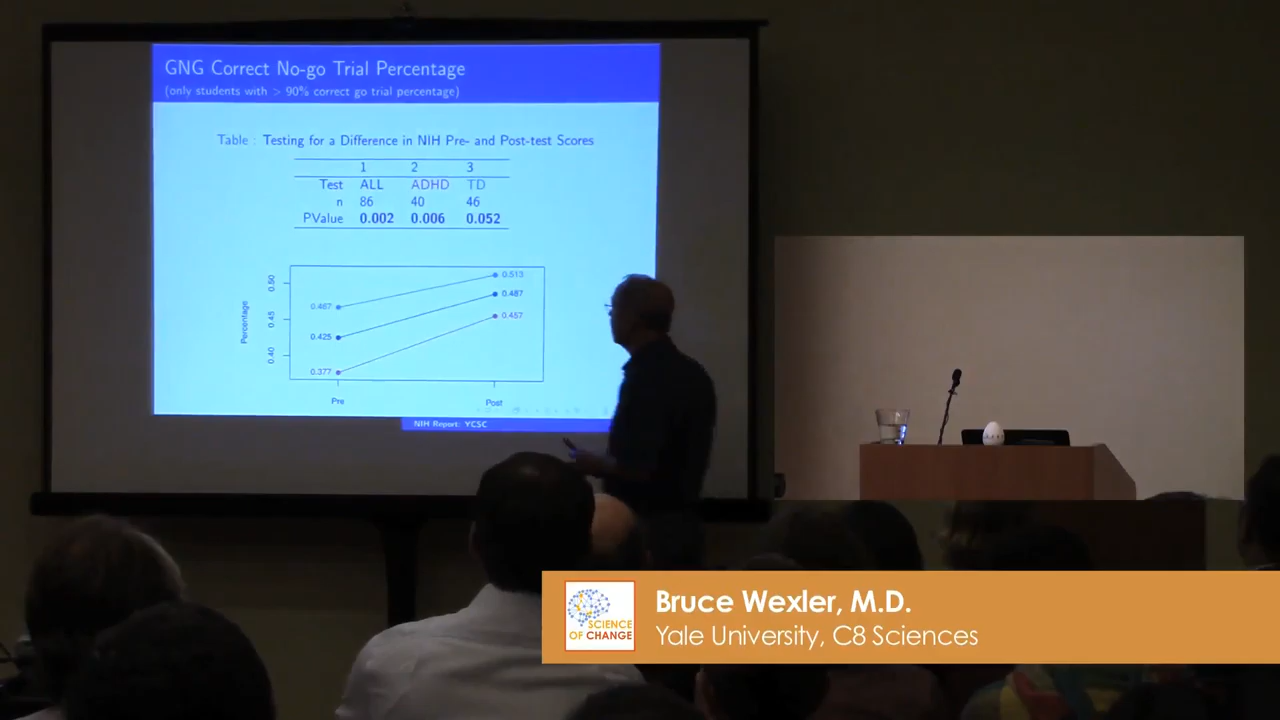 GNG Correct No-go Trial Percentage
(only students with > 90% correct go trial percentage)
Table : Testing for a Difference in NIH Pre- and Post-test Scores
1 2 3
Test ALL ADHD TD
n 86 40 46
PValue 0.002 0.006 0.052
0.50
0.45
0.40
Percentage
0.467
0.425
0.377
0.513
0.487
0.457
Pre Post
NIH Report: YCSC
SCIENCE
OF CHANGE
Bruce Wexler, M.D.
Yale University, C8 Sciences